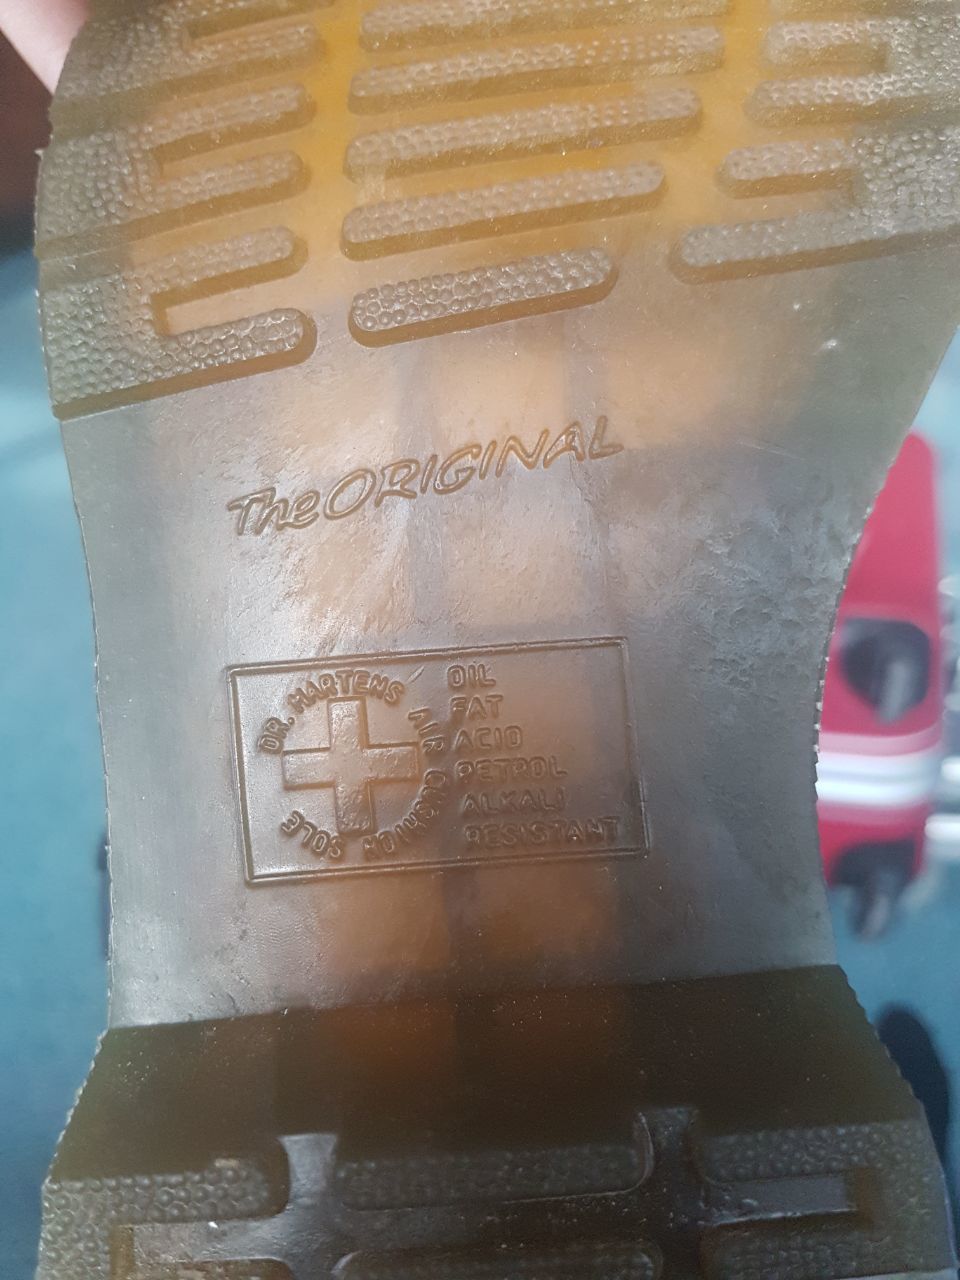 The ORIGINAL
DR. MARTENS AIR CUSHION SOLE
OIL
FAT
ACID
PETROL
ALKALI
RESISTANT